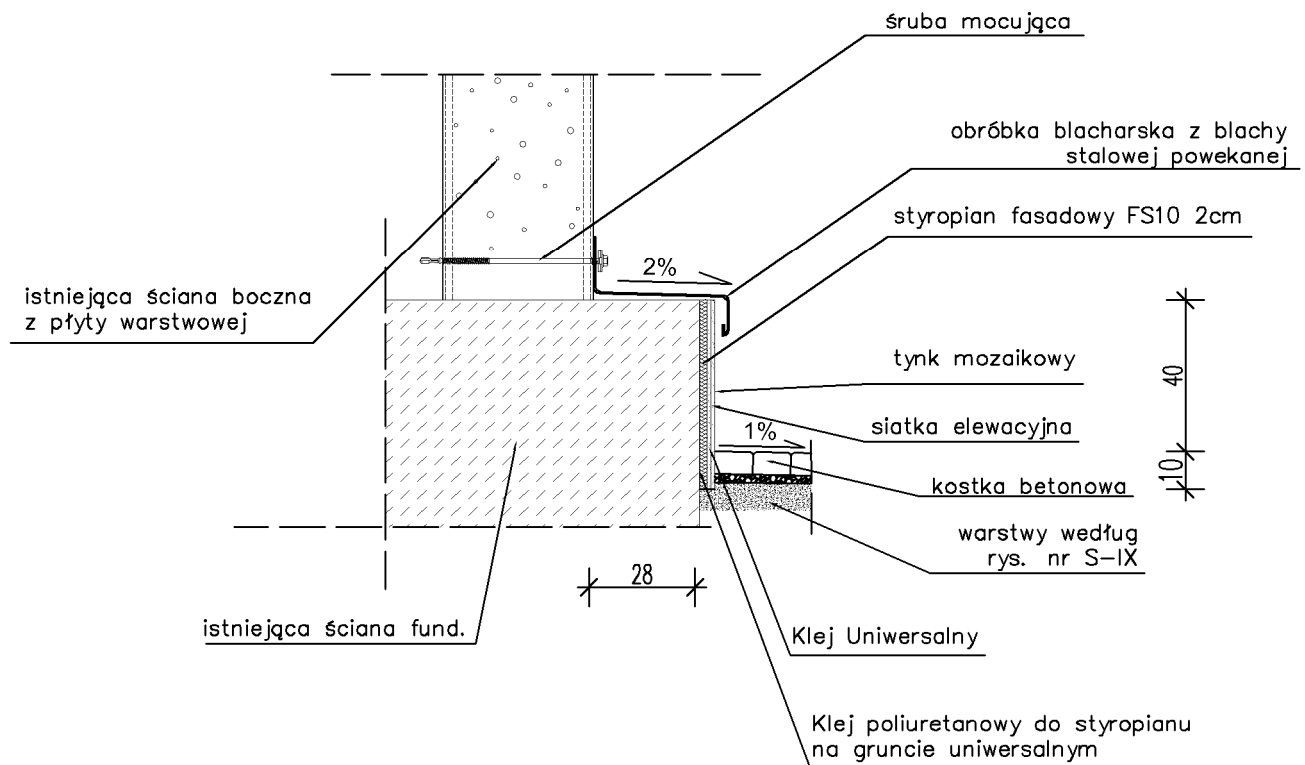 śruba mocująca
obróbka blacharska z blachy
stalowej powekanej
styropian fasadowy FS10 2cm
2%
istniejąca ściana boczna
z płyty warstwowej
tynk mozaikowy
40
siatka elewacyjna
1%
10
kostka betonowa
warstwy według
rys. nr S-IX
28
istniejąca ściana fund.
Klej Uniwersalny
Klej poliuretanowy do styropianu
na gruncie uniwersalnym